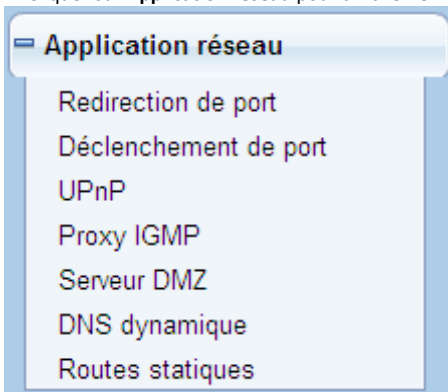 Application réseau
Redirection de port
Déclenchement de port
UPnP
Proxy IGMP
Serveur DMZ
DNS dynamique
Routes statiques